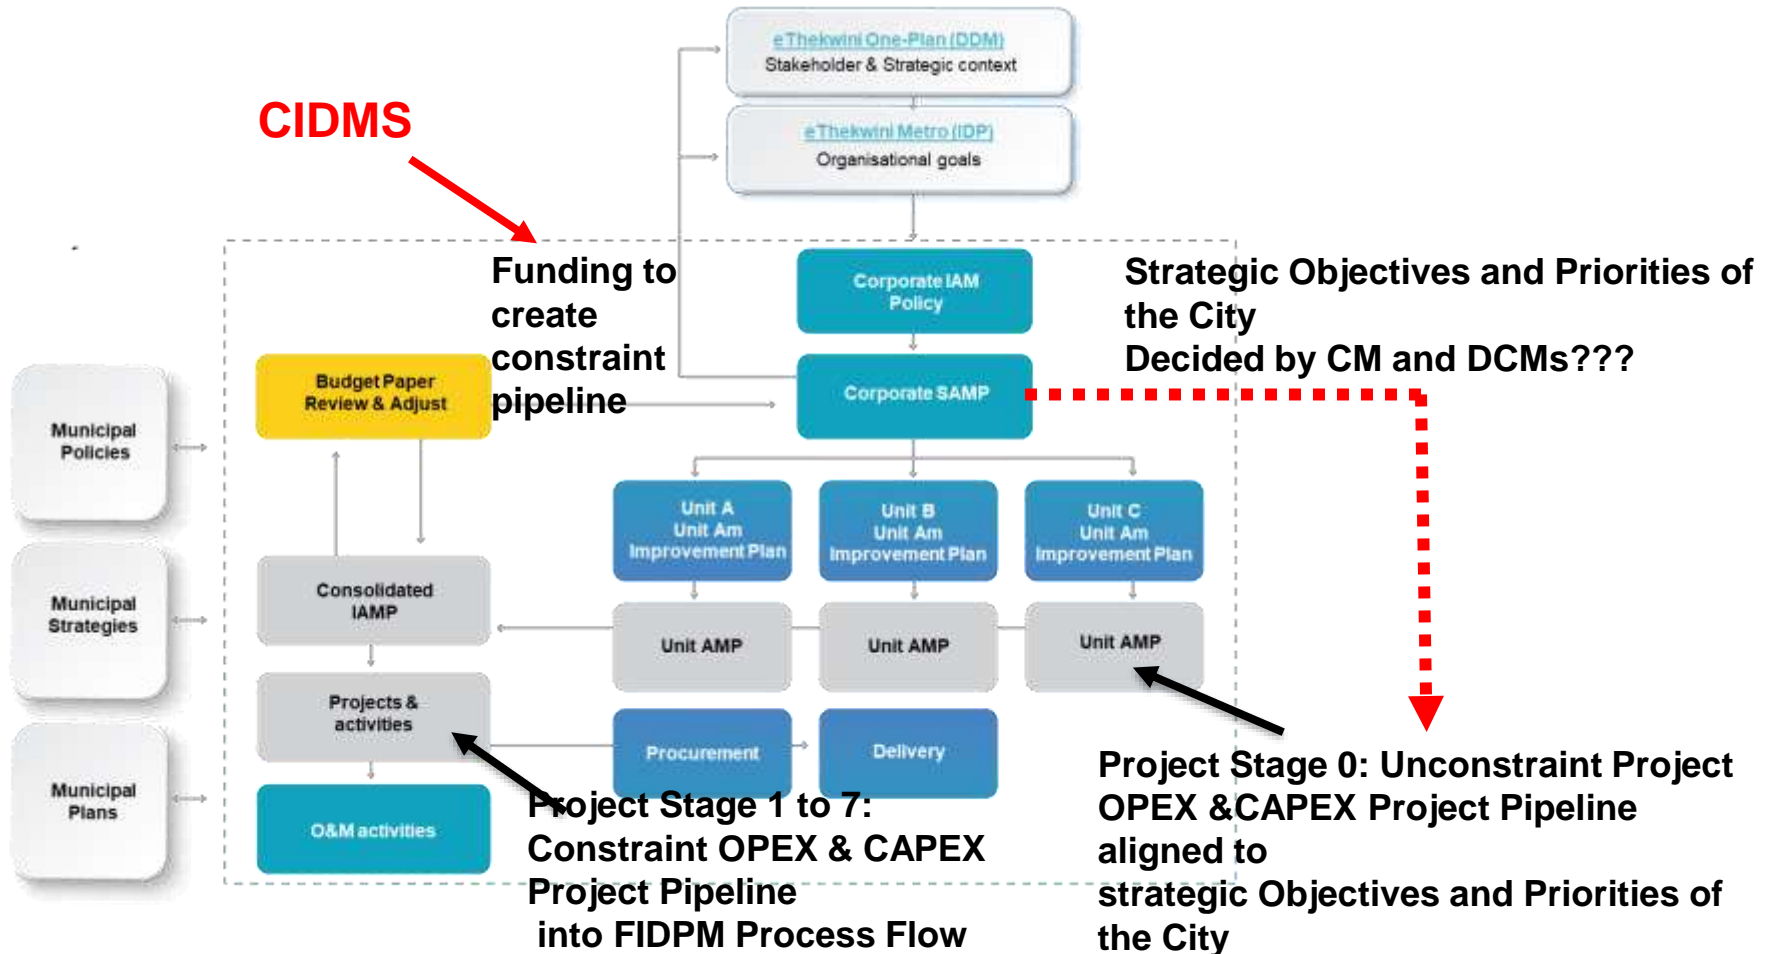 eThekwini One-Plan (DDM)
Stakeholder & Strategic context
CIDMS
eThekwini Metro (IDP)
Organisational goals
Funding to
create
constraint
pipeline
Corporate IAM
Policy
Strategic Objectives and Priorities of
the City
Decided by CM and DCMs???
Budget Paper
Review & Adjust
Corporate SAMP
Municipal
Policies
Unit A
Unit Am
Improvement Plan
Unit B
Unit Am
Improvement Plan
Unit C
Unit Am
Improvement Plan
Municipal
Strategies
Consolidated
IAMP
Unit AMP
Unit AMP
Unit AMP
Projects &
activities
Procurement
Delivery
Municipal
Plans
O&M activities
Project Stage 1 to 7:
Constraint OPEX & CAPEX
Project Pipeline
into FIDPM Process Flow
Project Stage 0: Unconstraint Project
OPEX &CAPEX Project Pipeline
aligned to
strategic Objectives and Priorities of
the City